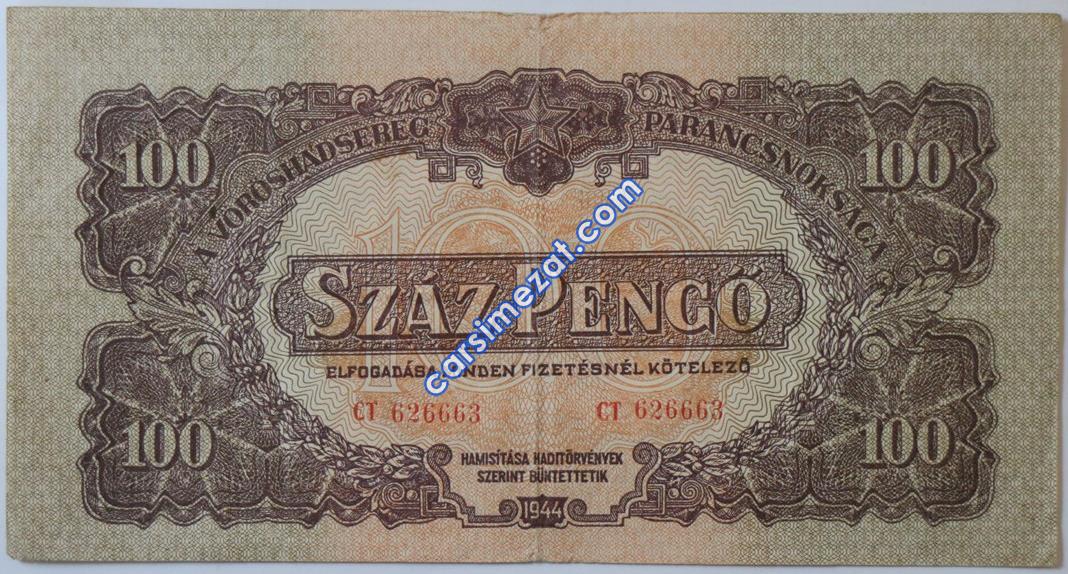 A VÖRÖSHADSEREG PARANCSNOKSÁGA
100 100
SZÁZ PENGŐ
carsimezat.com
ELFOGADÁSA FIZETÉSNÉL KÖTELEZŐ
CT 626663 CT 626663
100 100
HAMISÍTÁSA HADITÖRVÉNYEK
SZERINT BÜNTETTETIK
1944